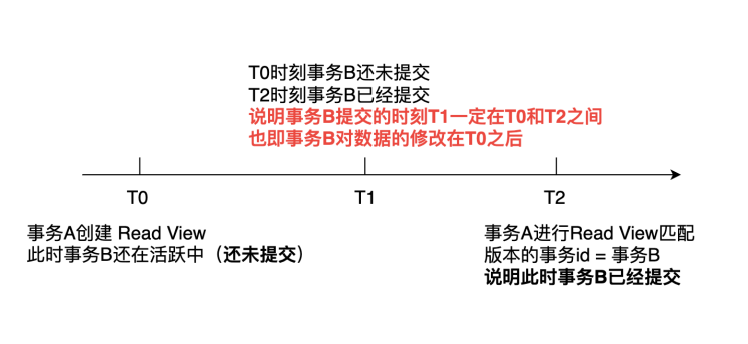 T0时刻事务B还未提交
T2时刻事务B已经提交
说明事务B提交的时刻T1一定在T0和T2之间
也即事务B对数据的修改在T0之后
T0
T1
T2
事务A创建 Read View
此时事务B还在活跃中（还未提交）
事务A进行Read View匹配
版本的事务id = 事务B
说明此时事务B已经提交